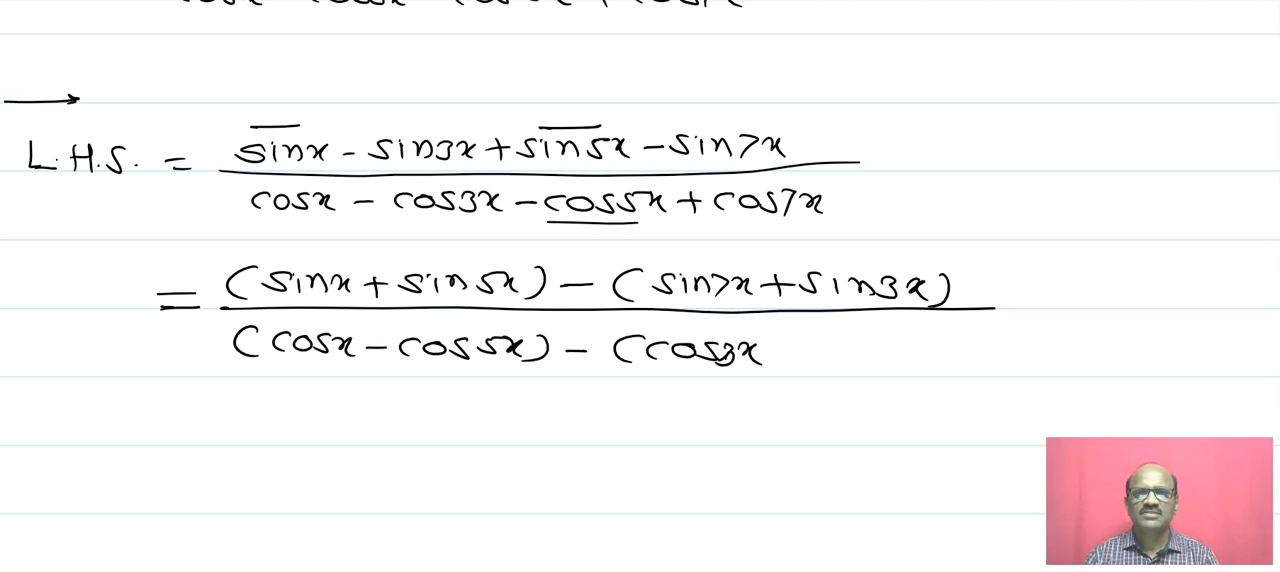 L.H.S. = sinx - sin3x + sin5x - sin7x
cosx - cos3x - cos5x + cos7x
= (sinx + sin5x) - (sin7x + sin3x)
(cosx - cos5x) - (cos3x